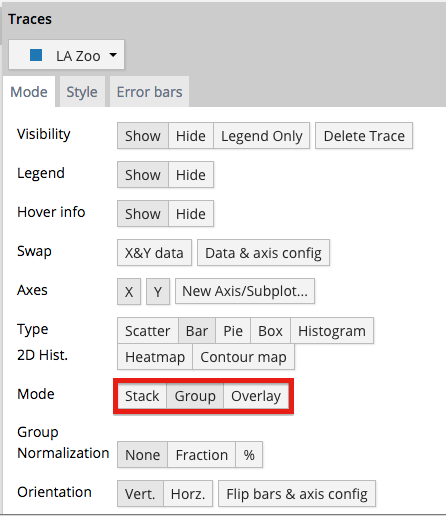 Traces
LA Zoo
Mode Style Error bars
Visibility Show Hide Legend Only Delete Trace
Legend Show Hide
Hover info Show Hide
Swap X&Y data Data & axis config
Axes X Y New Axis/Subplot...
Type Scatter Bar Pie Box Histogram
2D Hist. Heatmap Contour map
Mode Stack Group Overlay
Group
Normalization None Fraction %
Orientation Vert. Horz. Flip bars & axis config